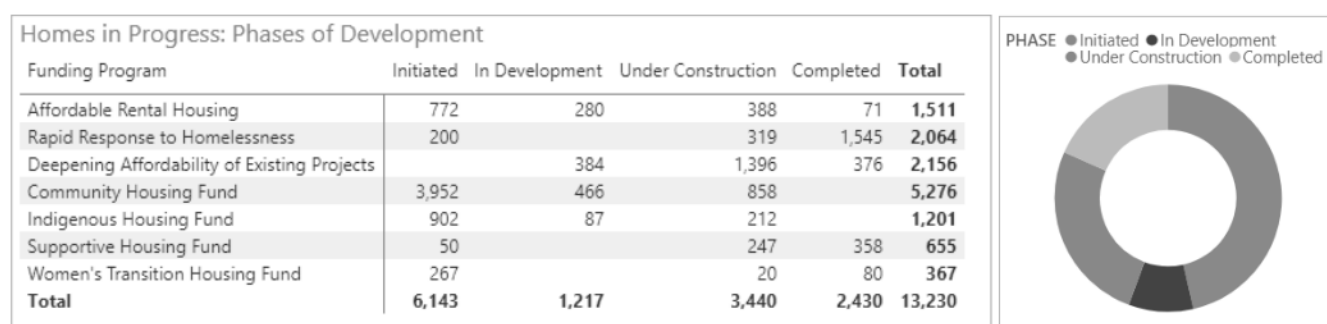 Homes in Progress: Phases of Development
Funding Program Initiated In Development Under Construction Completed Total
Affordable Rental Housing 772 280 388 71 1,511
Rapid Response to Homelessness 200 319 1,545 2,064
Deepening Affordability of Existing Projects 384 1,396 376 2,156
Community Housing Fund 3,952 466 858 5,276
Indigenous Housing Fund 902 87 212 1,201
Supportive Housing Fund 50 247 358 655
Women's Transition Housing Fund 267 20 80 367
Total 6,143 1,217 3,440 2,430 13,230
PHASE Initiated In Development
Under Construction Completed